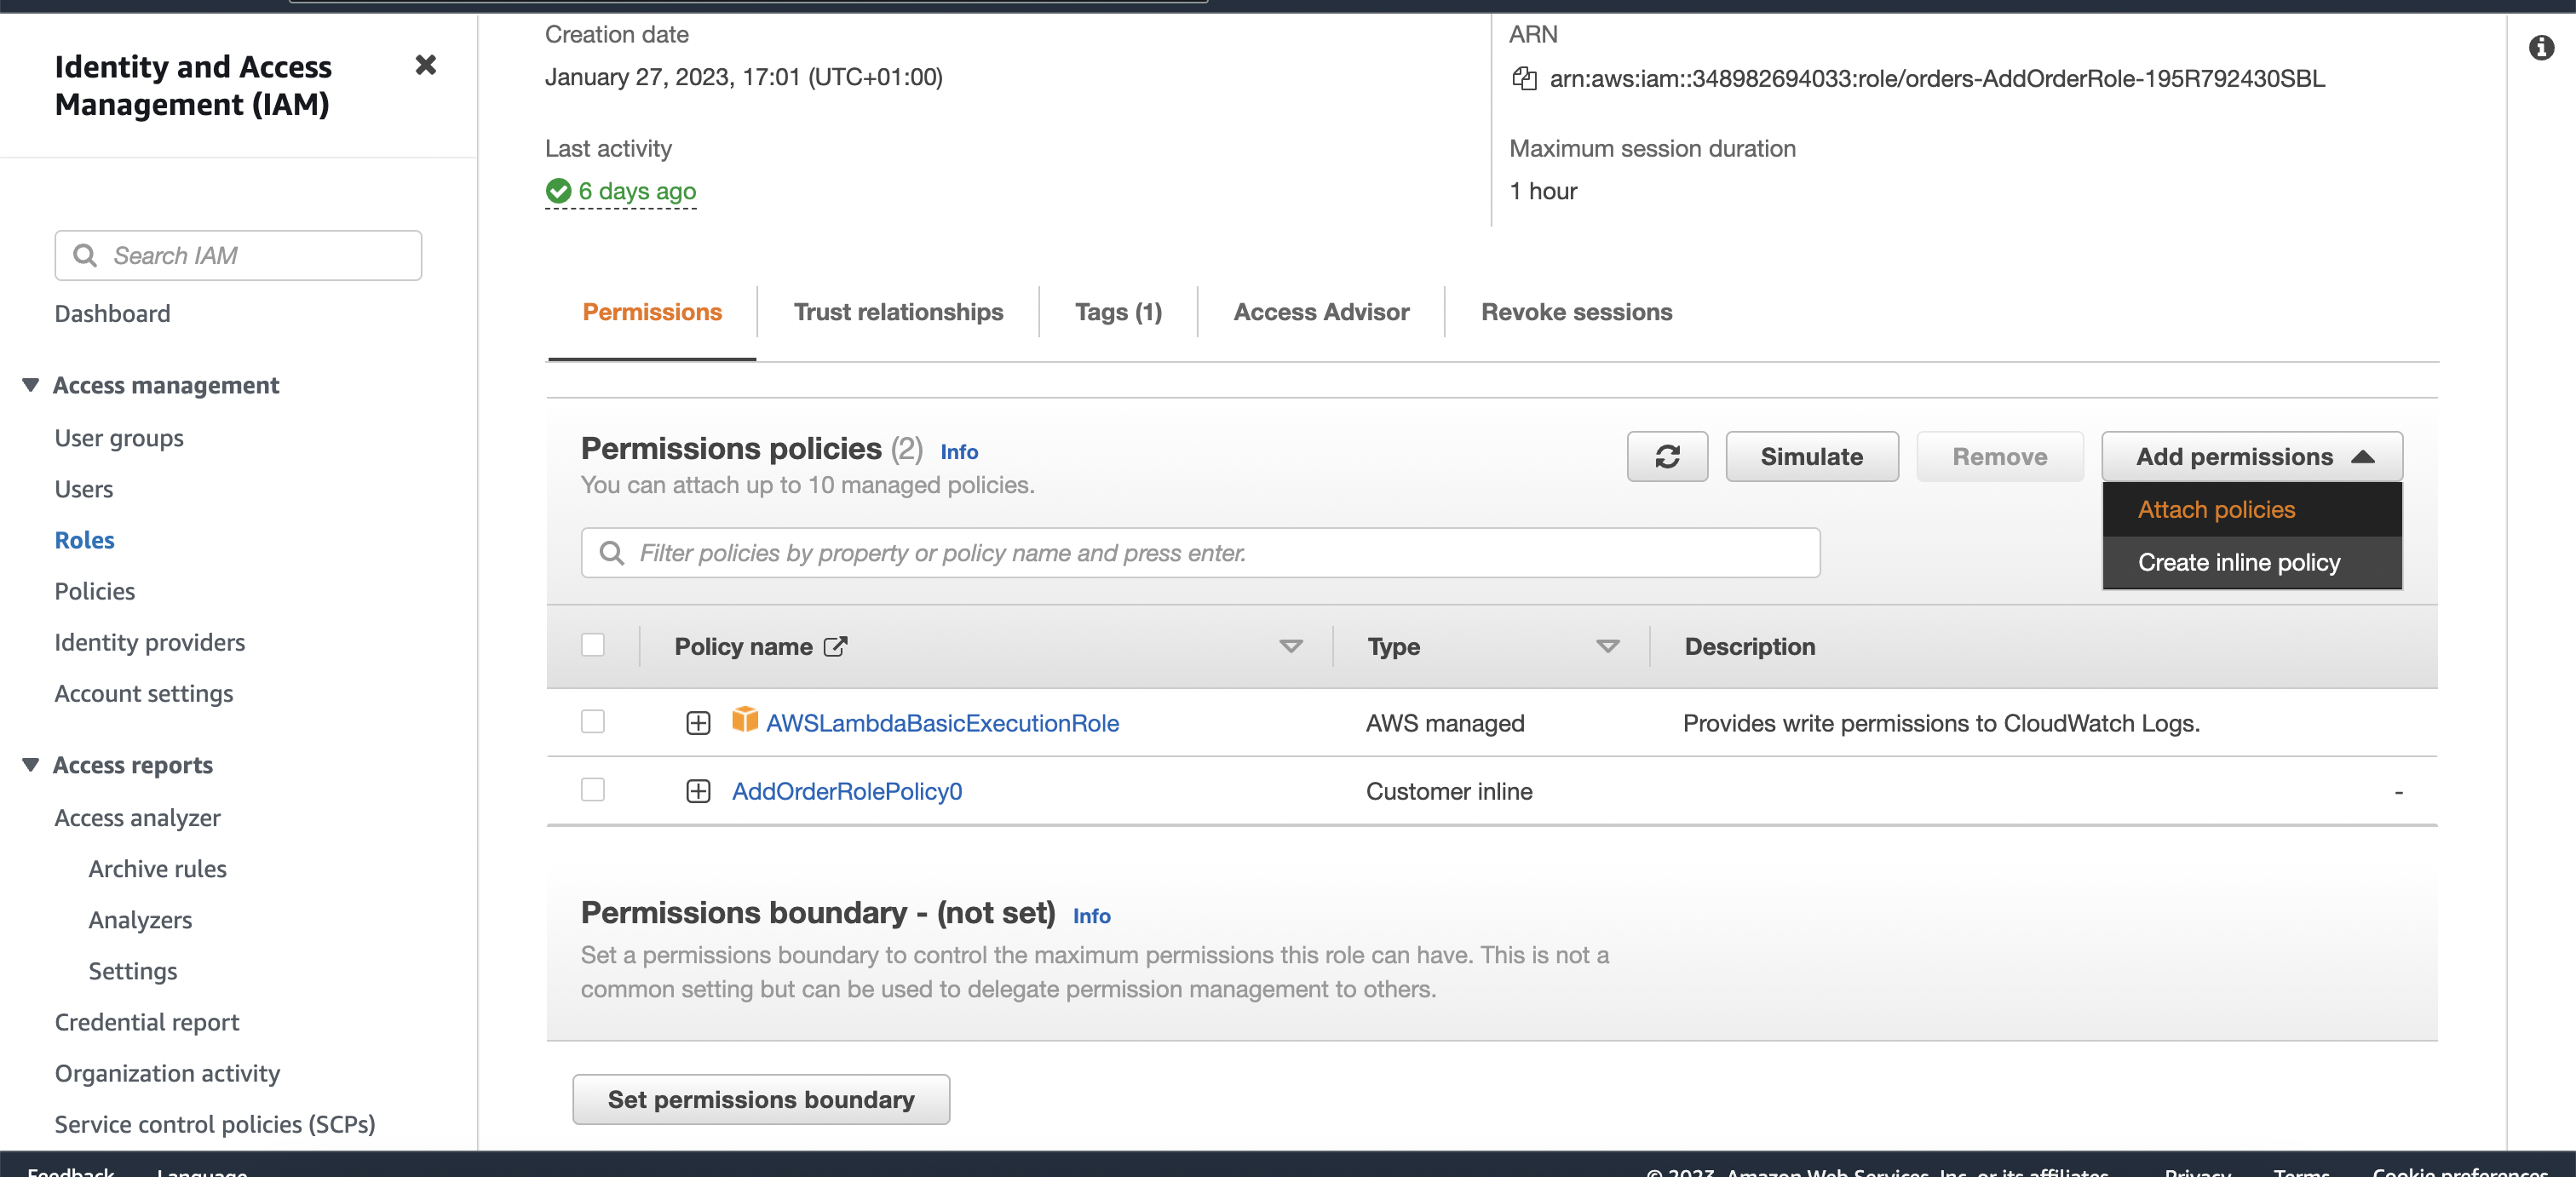 Identity and Access
Management (IAM)
Search IAM
Dashboard
Access management
User groups
Users
Roles
Policies
Identity providers
Account settings
Access reports
Access analyzer
Archive rules
Analyzers
Settings
Credential report
Organization activity
Service control policies (SCPs)
Creation date
January 27, 2023, 17:01 (UTC+01:00)
Last activity
6 days ago
ARN
arn:aws:iam::348982694033:role/orders-AddOrderRole-195R792430SBL
Maximum session duration
1 hour
Permissions
Trust relationships
Tags (1)
Access Advisor
Revoke sessions
Permissions policies (2) Info
You can attach up to 10 managed policies.
Simulate
Remove
Add permissions
Attach policies
Create inline policy
Filter policies by property or policy name and press enter.
Policy name
Type
Description
AWSLambdaBasicExecutionRole
AWS managed
Provides write permissions to CloudWatch Logs.
AddOrderRolePolicy0
Customer inline
-
Permissions boundary - (not set) Info
Set a permissions boundary to control the maximum permissions this role can have. This is not a
common setting but can be used to delegate permission management to others.
Set permissions boundary
Feedback
Language
© 2023, Amazon Web Services, Inc. or its affiliates.
Privacy
Terms
Cookie preferences